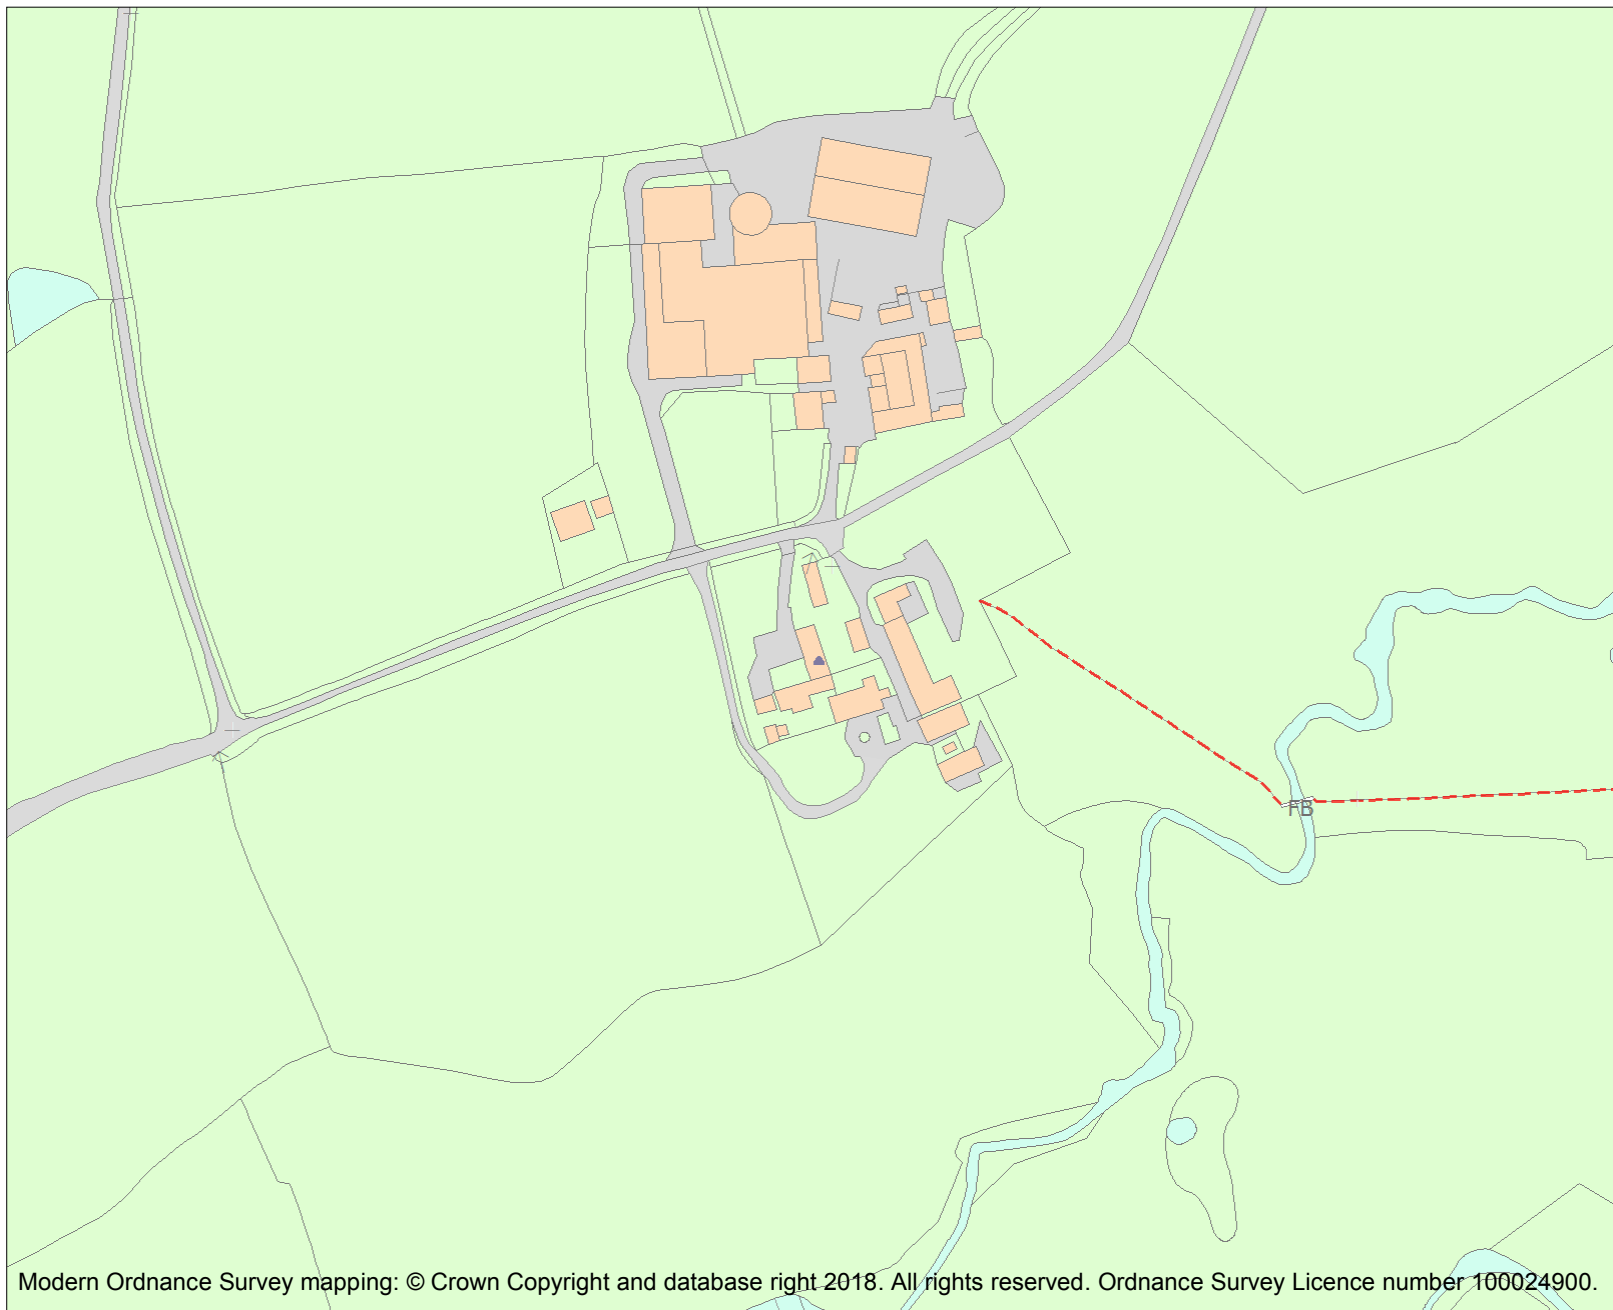 FB
Modern Ordnance Survey mapping: © Crown Copyright and database right 2018. All rights reserved. Ordnance Survey Licence number 100024900.